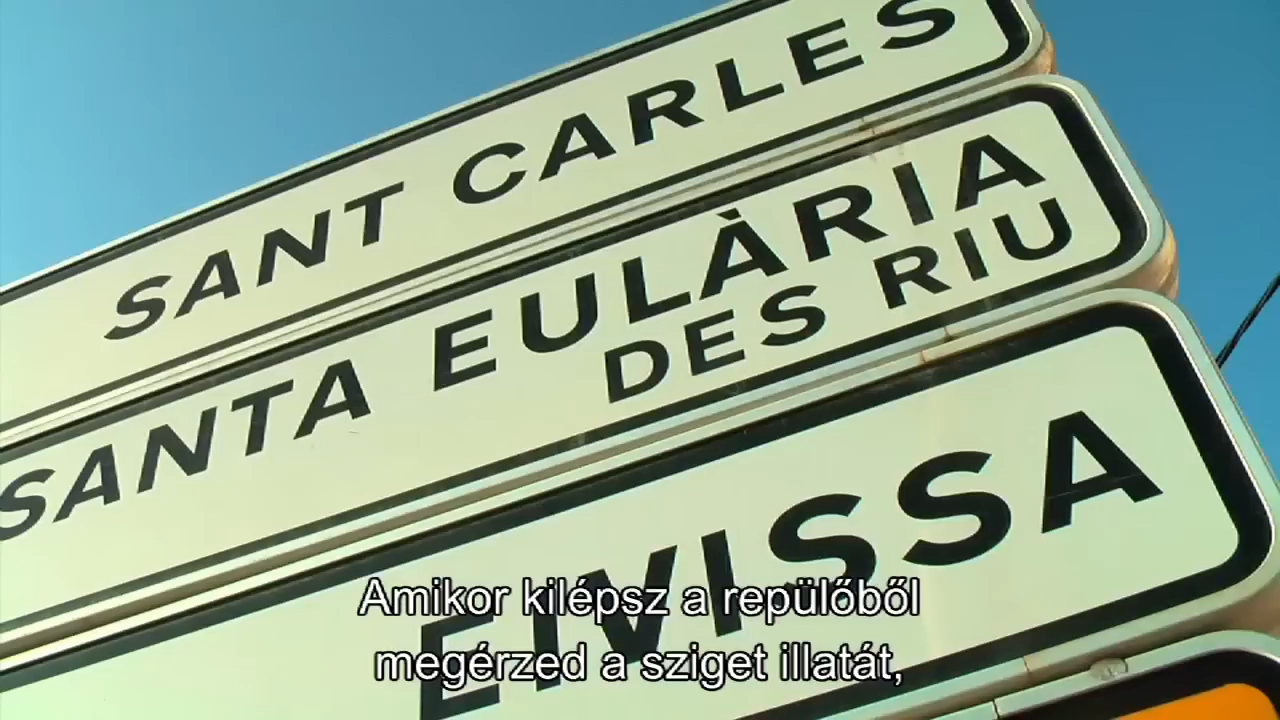 SANT CARLES
SANTA EULÀRIA
DES RIU
EIVISSA
Amikor kilépsz a repülőből
megérzed a sziget illatát,